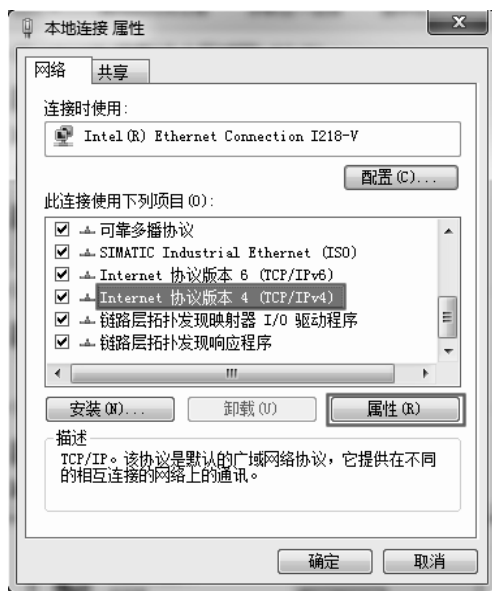 本地连接 属性
网络
共享
连接时使用:
Intel(R) Ethernet Connection I218-V
配置(C)...
此连接使用下列项目(O):
可靠多播协议
SIMATIC Industrial Ethernet (ISO)
Internet 协议版本 6 (TCP/IPv6)
Internet 协议版本 4 (TCP/IPv4)
链路层拓扑发现映射器 I/O 驱动程序
链路层拓扑发现响应程序
安装(N)...
卸载(U)
属性(R)
描述
TCP/IP。该协议是默认的广域网络协议，它提供在不同
的相互连接的网络上的通讯。
确定
取消